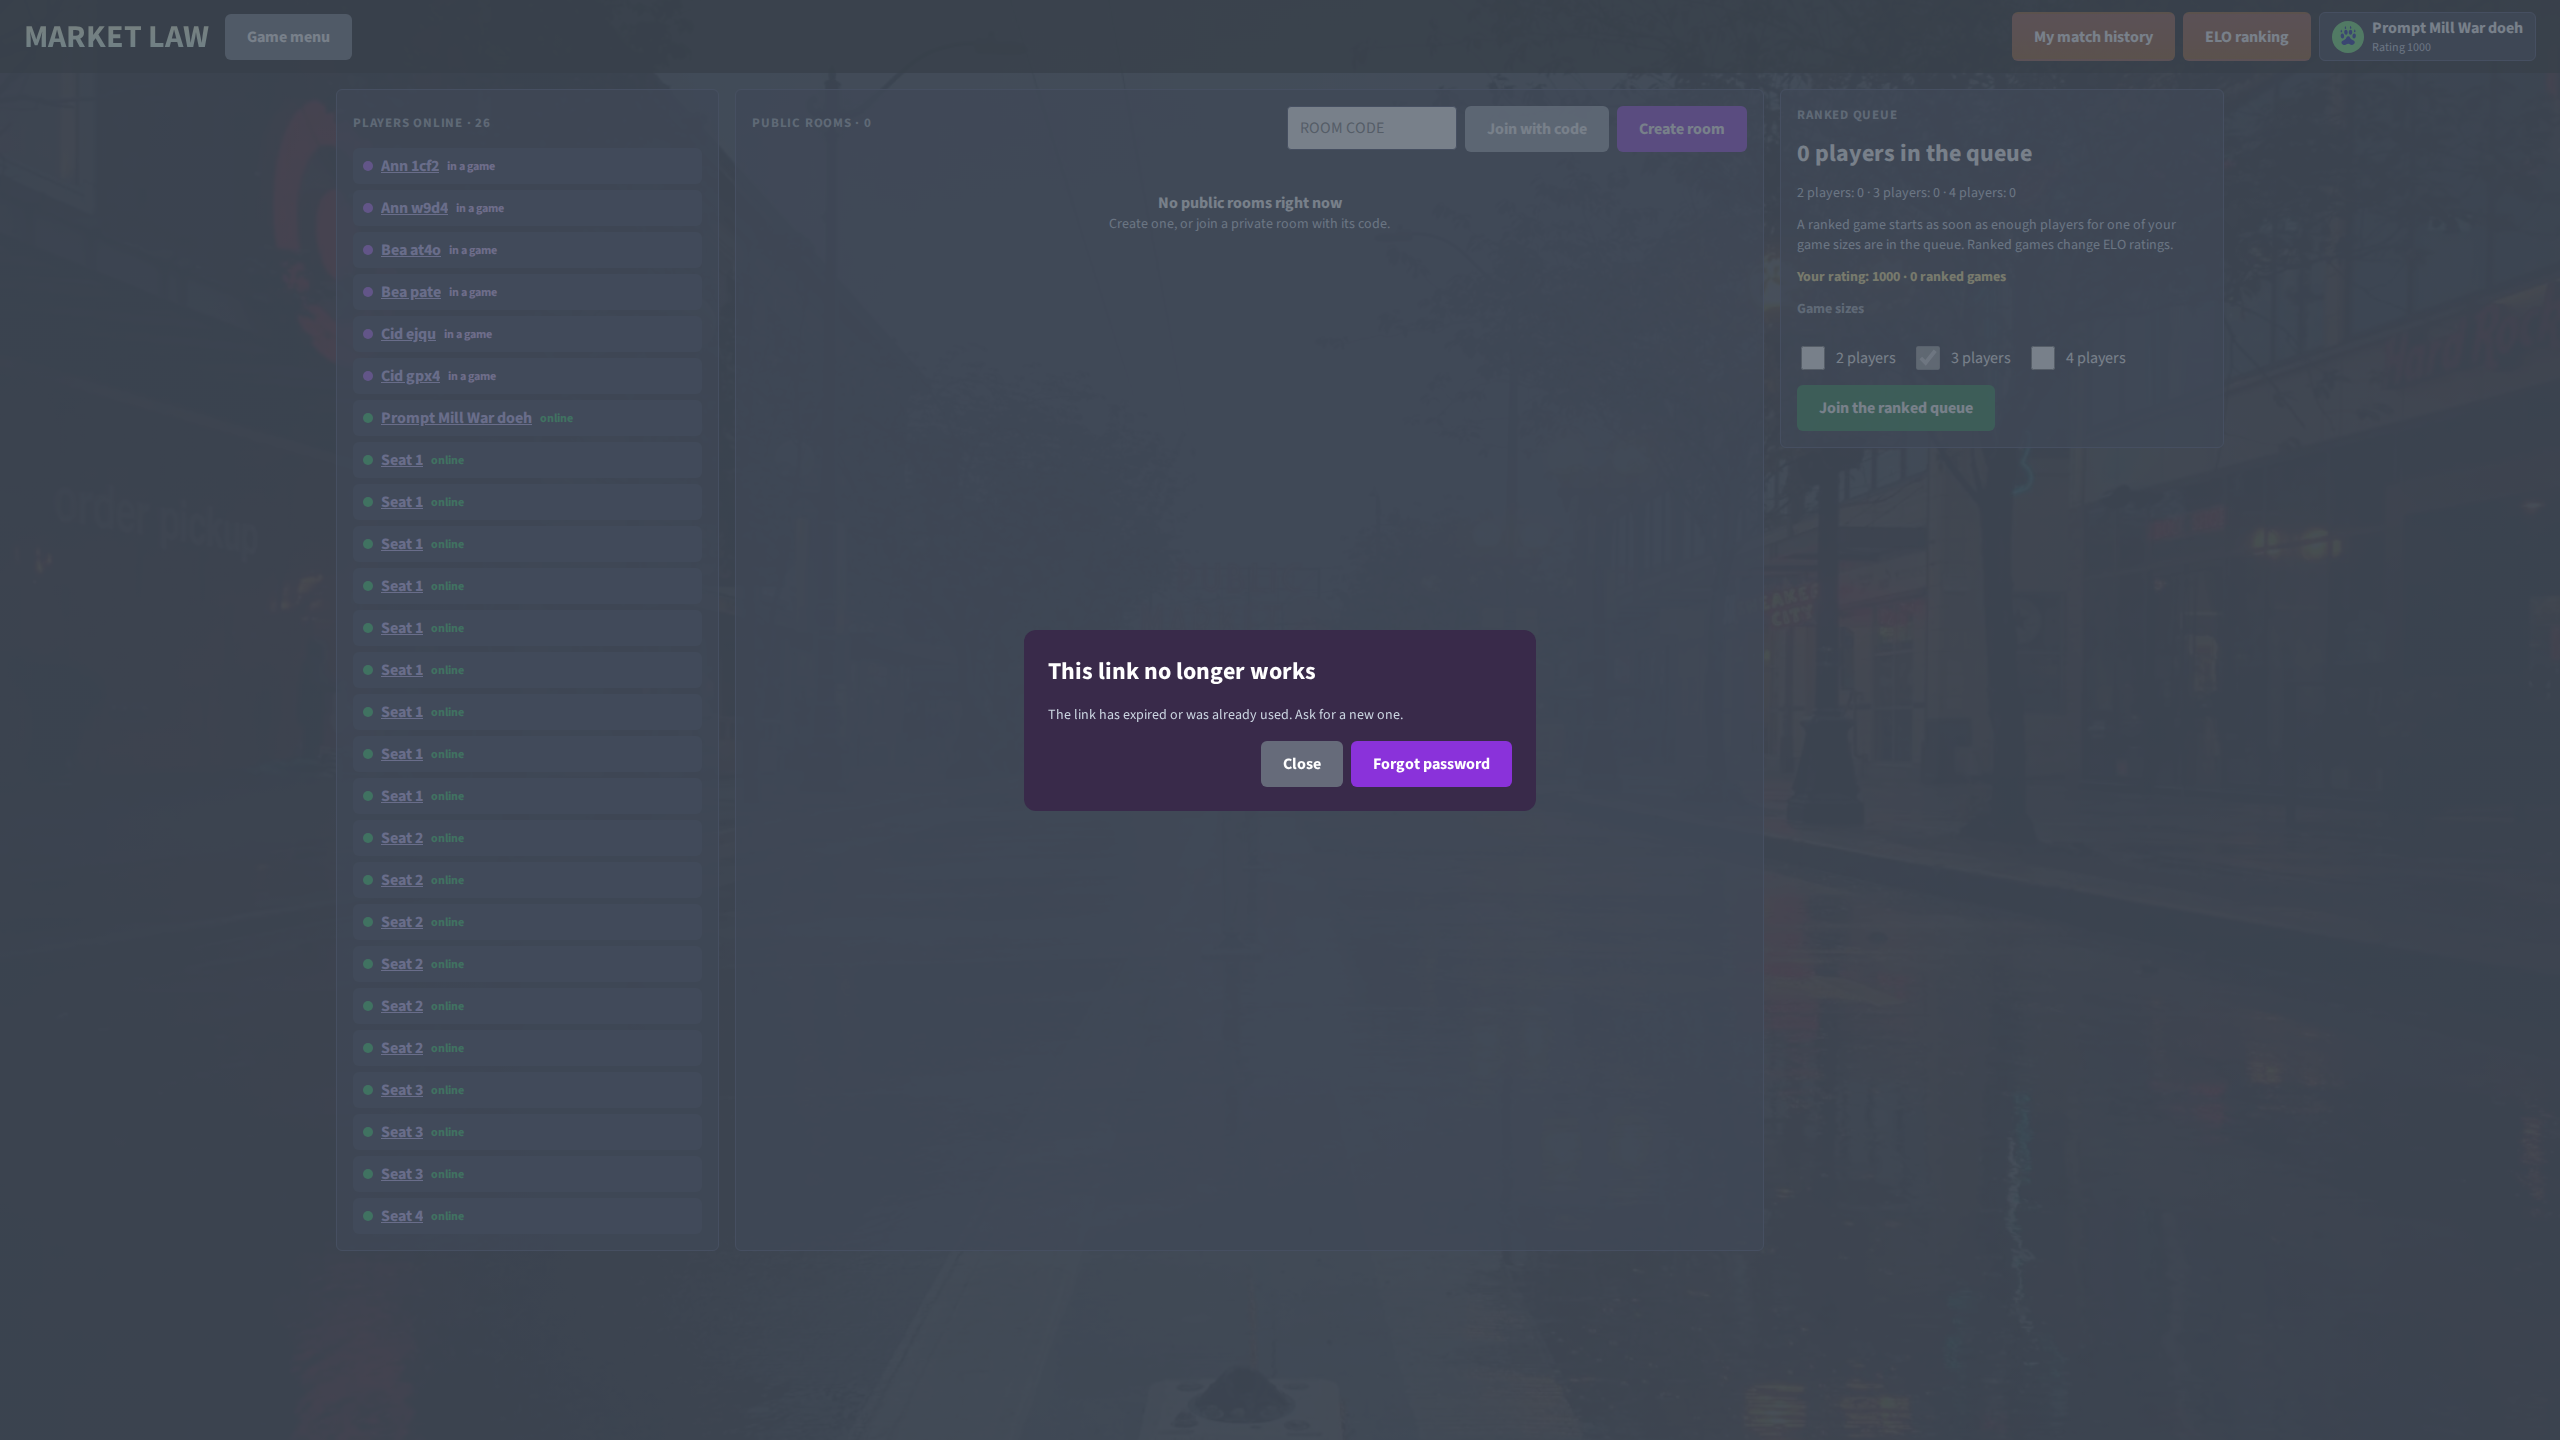 MARKET LAW
Game menu
My match history
ELO ranking
Prompt Mill War doeh
Rating 1000
PLAYERS ONLINE · 26
Ann 1cf2 in a game
Ann w9d4 in a game
Bea at4o in a game
Bea pate in a game
Cid ejqu in a game
Cid gpx4 in a game
Prompt Mill War doeh online
Seat 1 online
Seat 1 online
Seat 1 online
Seat 1 online
Seat 1 online
Seat 1 online
Seat 1 online
Seat 1 online
Seat 1 online
Seat 2 online
Seat 2 online
Seat 2 online
Seat 2 online
Seat 2 online
Seat 2 online
Seat 3 online
Seat 3 online
Seat 3 online
Seat 4 online
PUBLIC ROOMS · 0
ROOM CODE
Join with code
Create room
No public rooms right now
Create one, or join a private room with its code.
RANKED QUEUE
0 players in the queue
2 players: 0 · 3 players: 0 · 4 players: 0
A ranked game starts as soon as enough players for one of your
game sizes are in the queue. Ranked games change ELO ratings.
Your rating: 1000 · 0 ranked games
Game sizes
2 players 3 players 4 players
Join the ranked queue
This link no longer works
The link has expired or was already used. Ask for a new one.
Close
Forgot password
order pickup